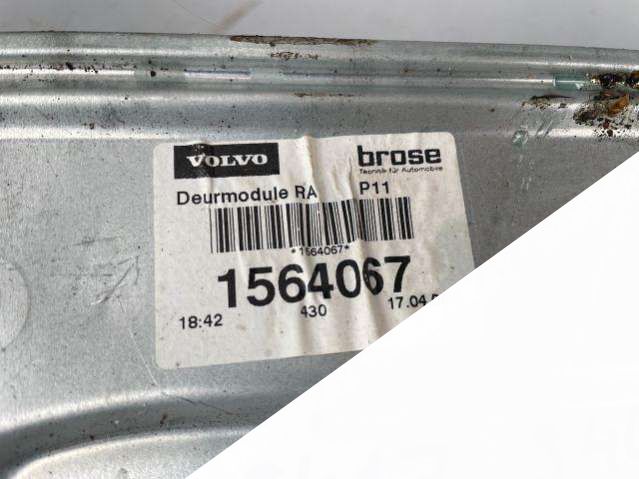 VOLVO brose
Technik für Automobile
Deurmodule RA P11
*1564067*
1564067
18:42 430 17.04